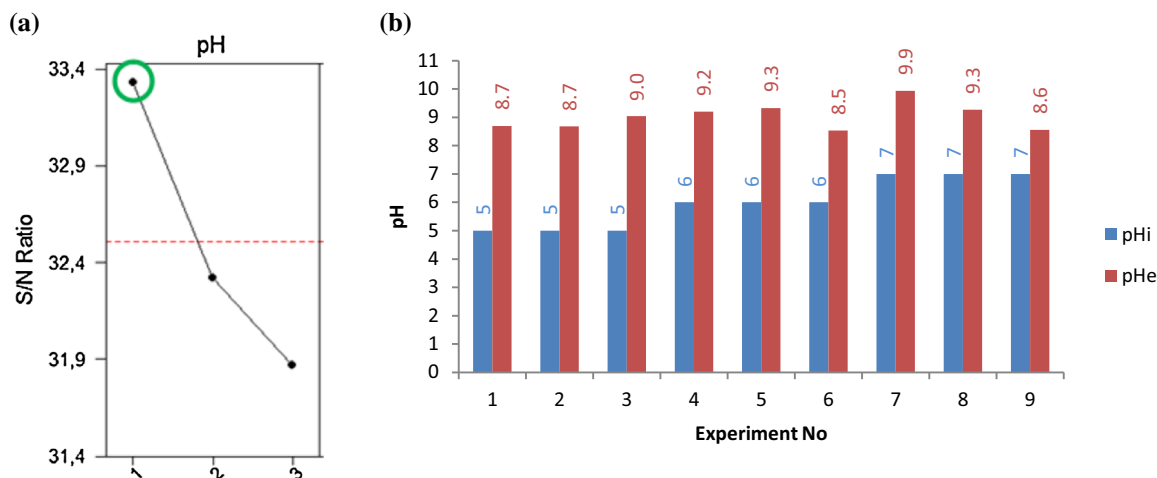 (a)
pH
33,4
32,9
32,4
31,9
31,4
S/N Ratio
1
2
3
(b)
11
10
9
8
7
6
5
4
3
2
1
0
pH
5 8.7 5 8.7 5 9.0 6 9.2 6 9.3 6 8.5 7 9.9 7 9.3 7 8.6
1 2 3 4 5 6 7 8 9
Experiment No
pHi
pHe